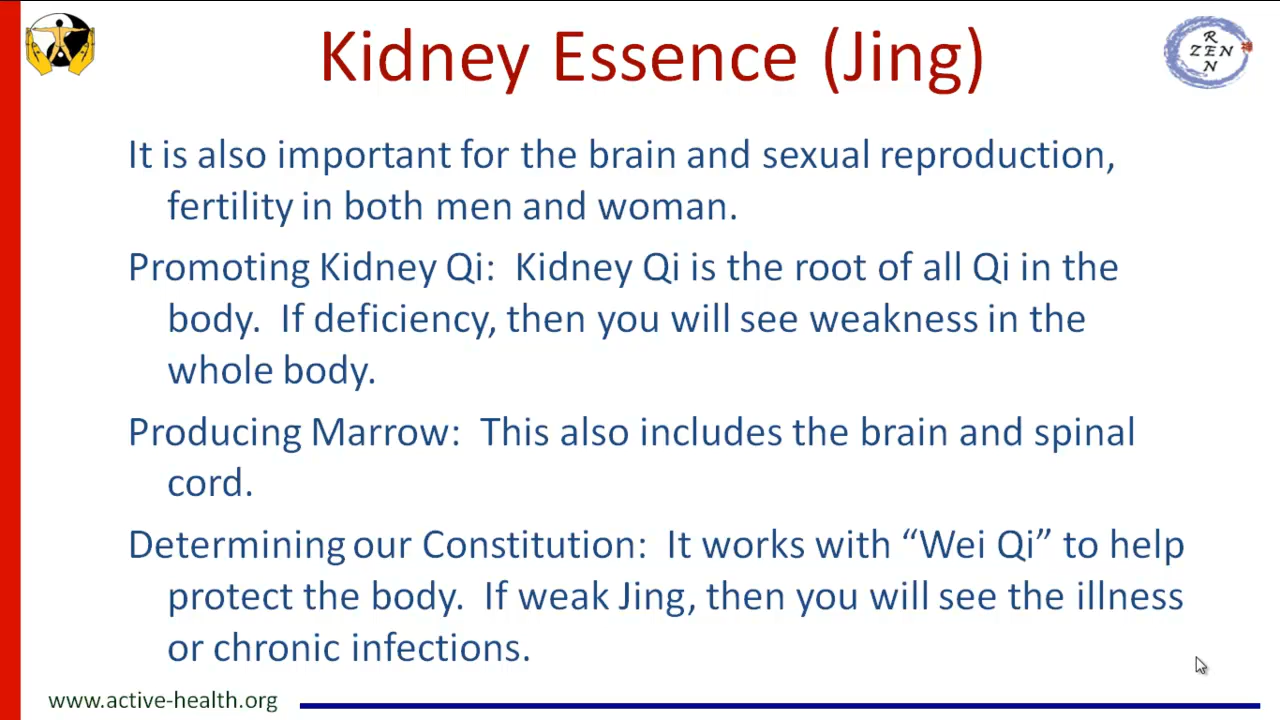 Kidney Essence (Jing)
R
ZEN
E
N
It is also important for the brain and sexual reproduction,
fertility in both men and woman.
Promoting Kidney Qi: Kidney Qi is the root of all Qi in the
body. If deficiency, then you will see weakness in the
whole body.
Producing Marrow: This also includes the brain and spinal
cord.
Determining our Constitution: It works with “Wei Qi” to help
protect the body. If weak Jing, then you will see the illness
or chronic infections.
www.active-health.org